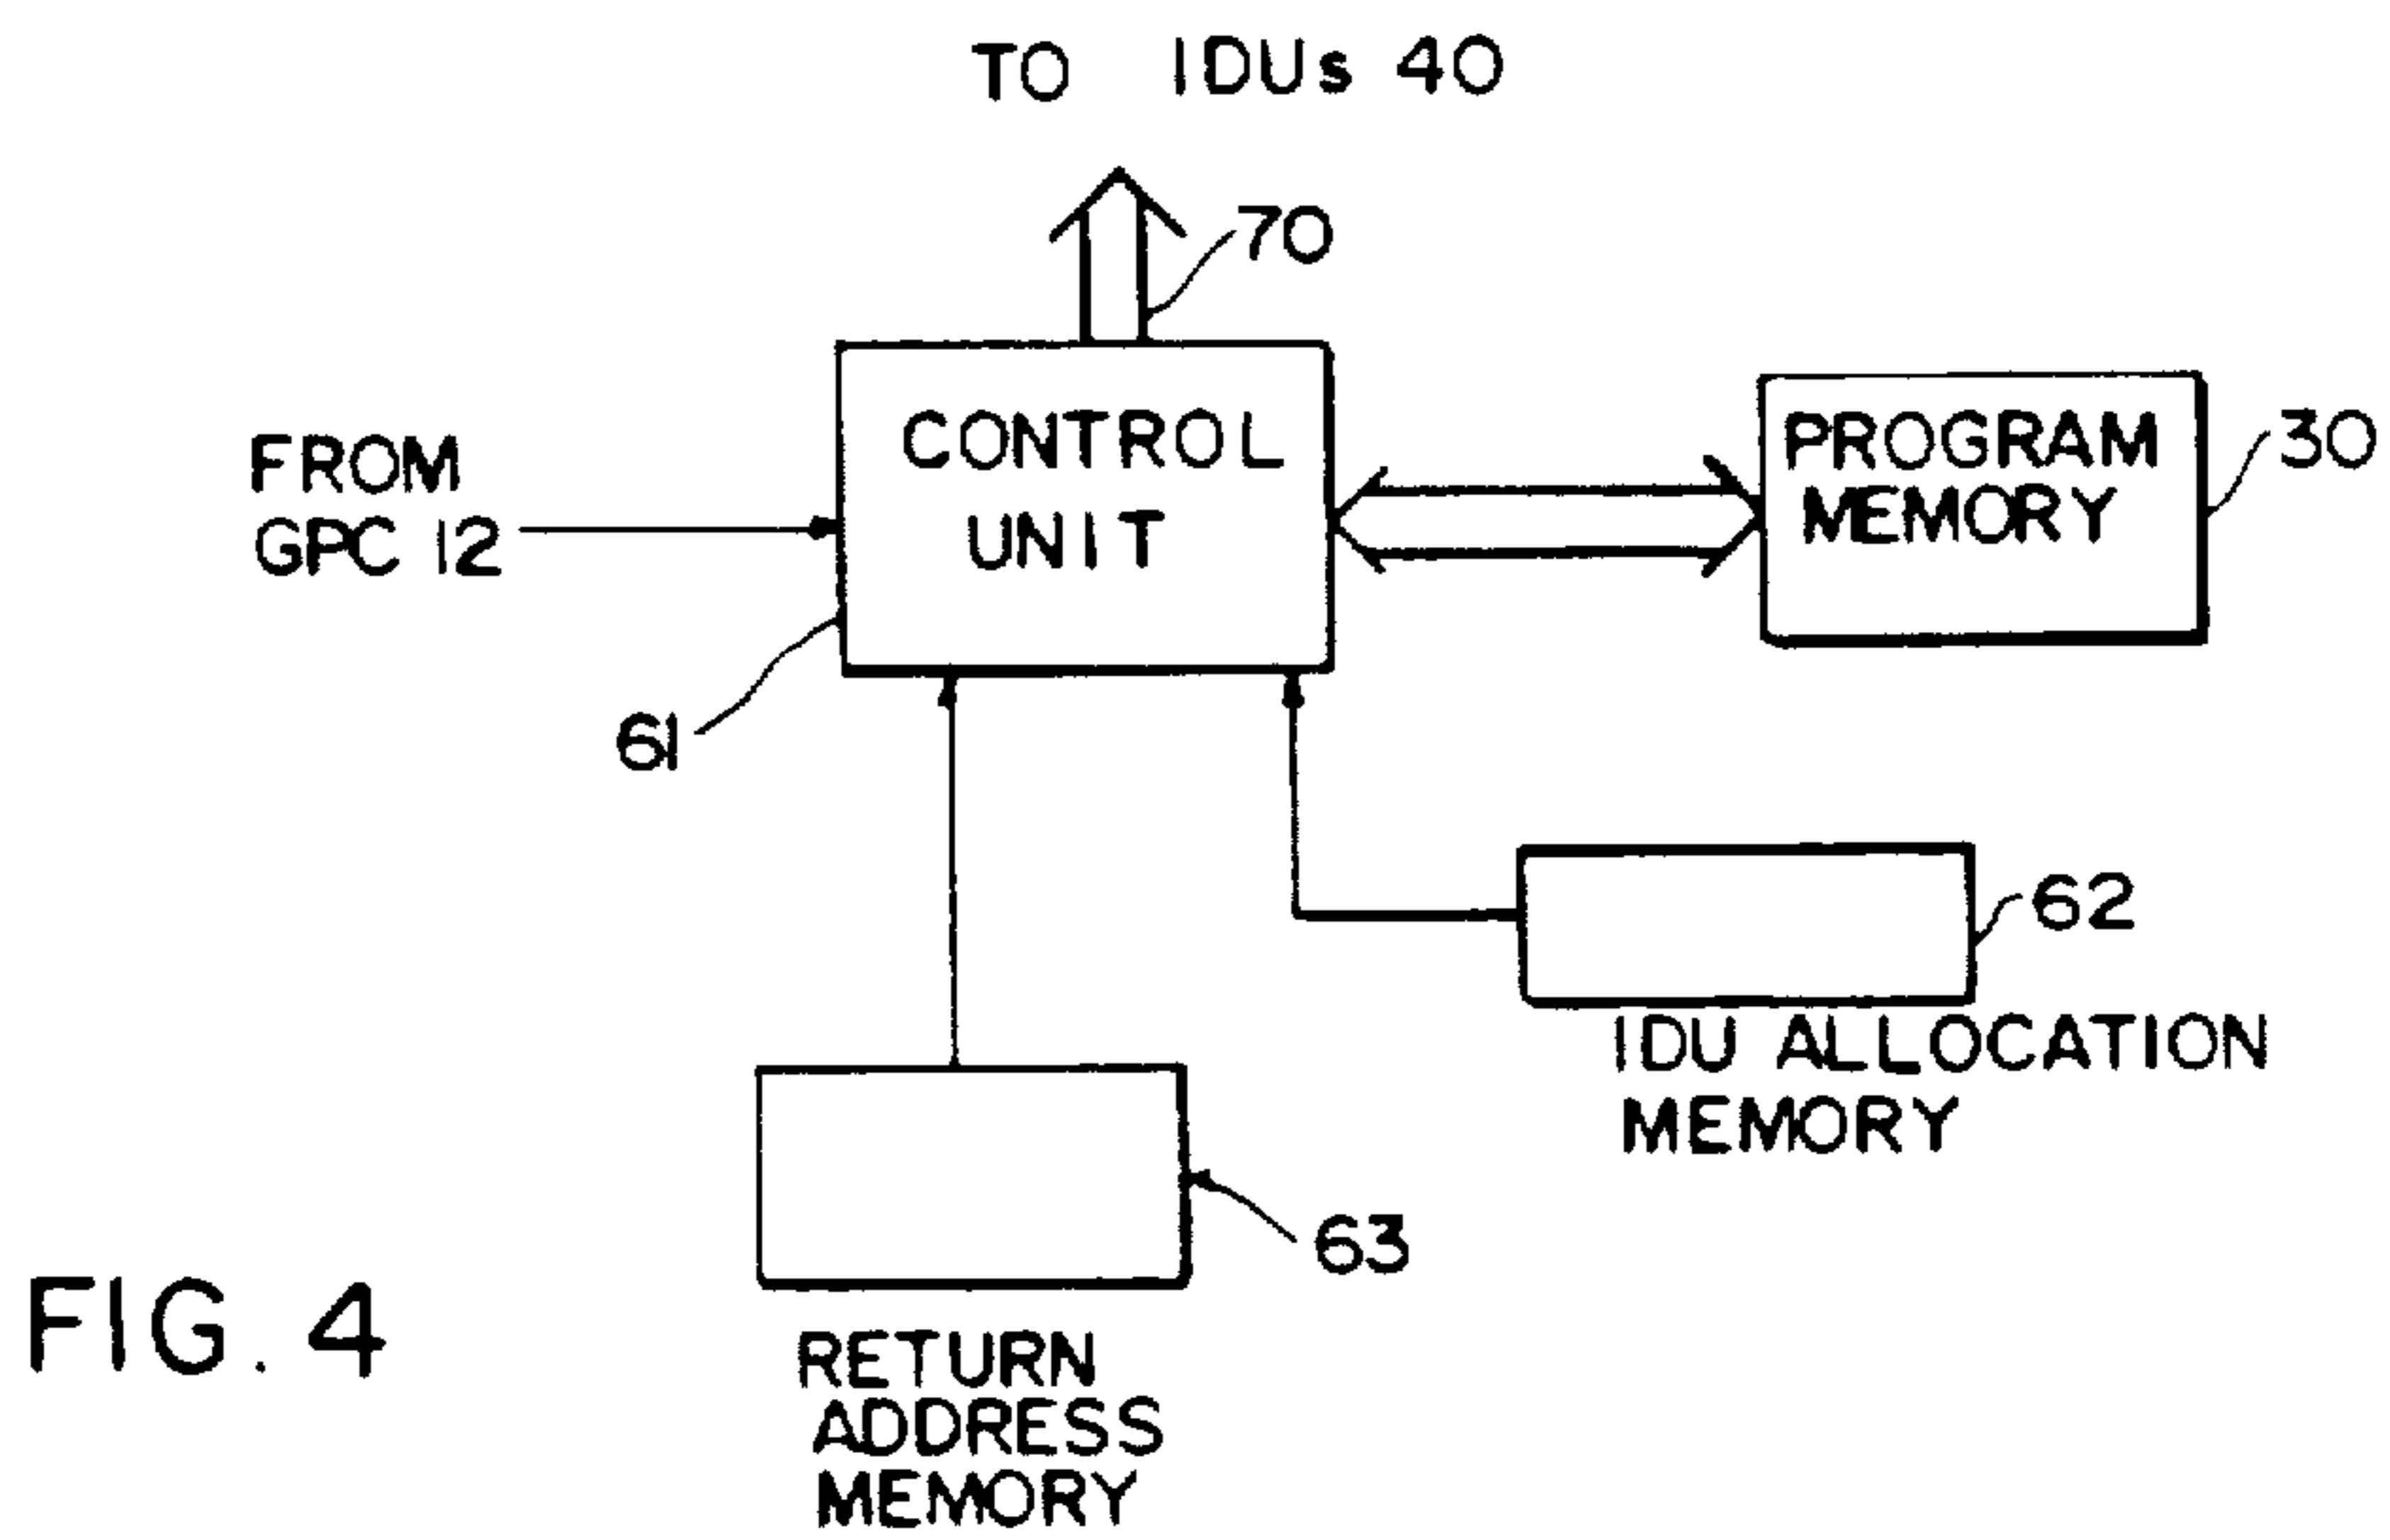 TO IDUs 40
70
FROM
GPC 12
CONTROL
UNIT
PROGRAM
MEMORY
30
61
62
IDU ALLOCATION
MEMORY
63
RETURN
ADDRESS
MEMORY
FIG. 4